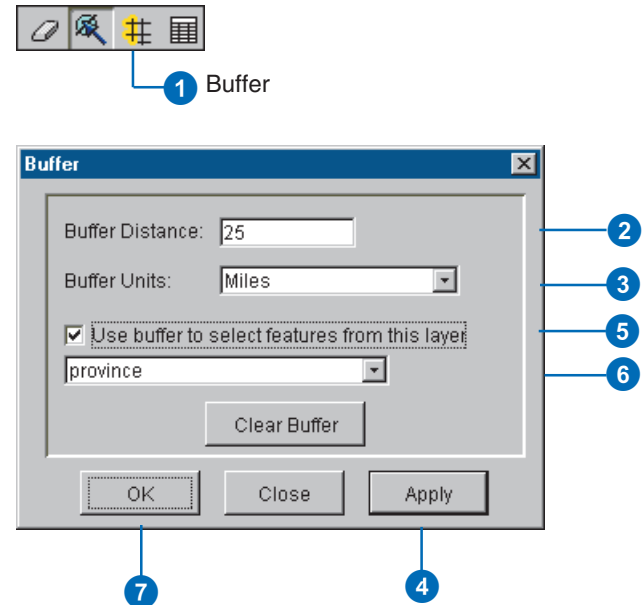 1 Buffer
Buffer
Buffer Distance: 25 2
Buffer Units: Miles 3
Use buffer to select features from this layer 5
province 6
Clear Buffer
OK Close Apply
7 4